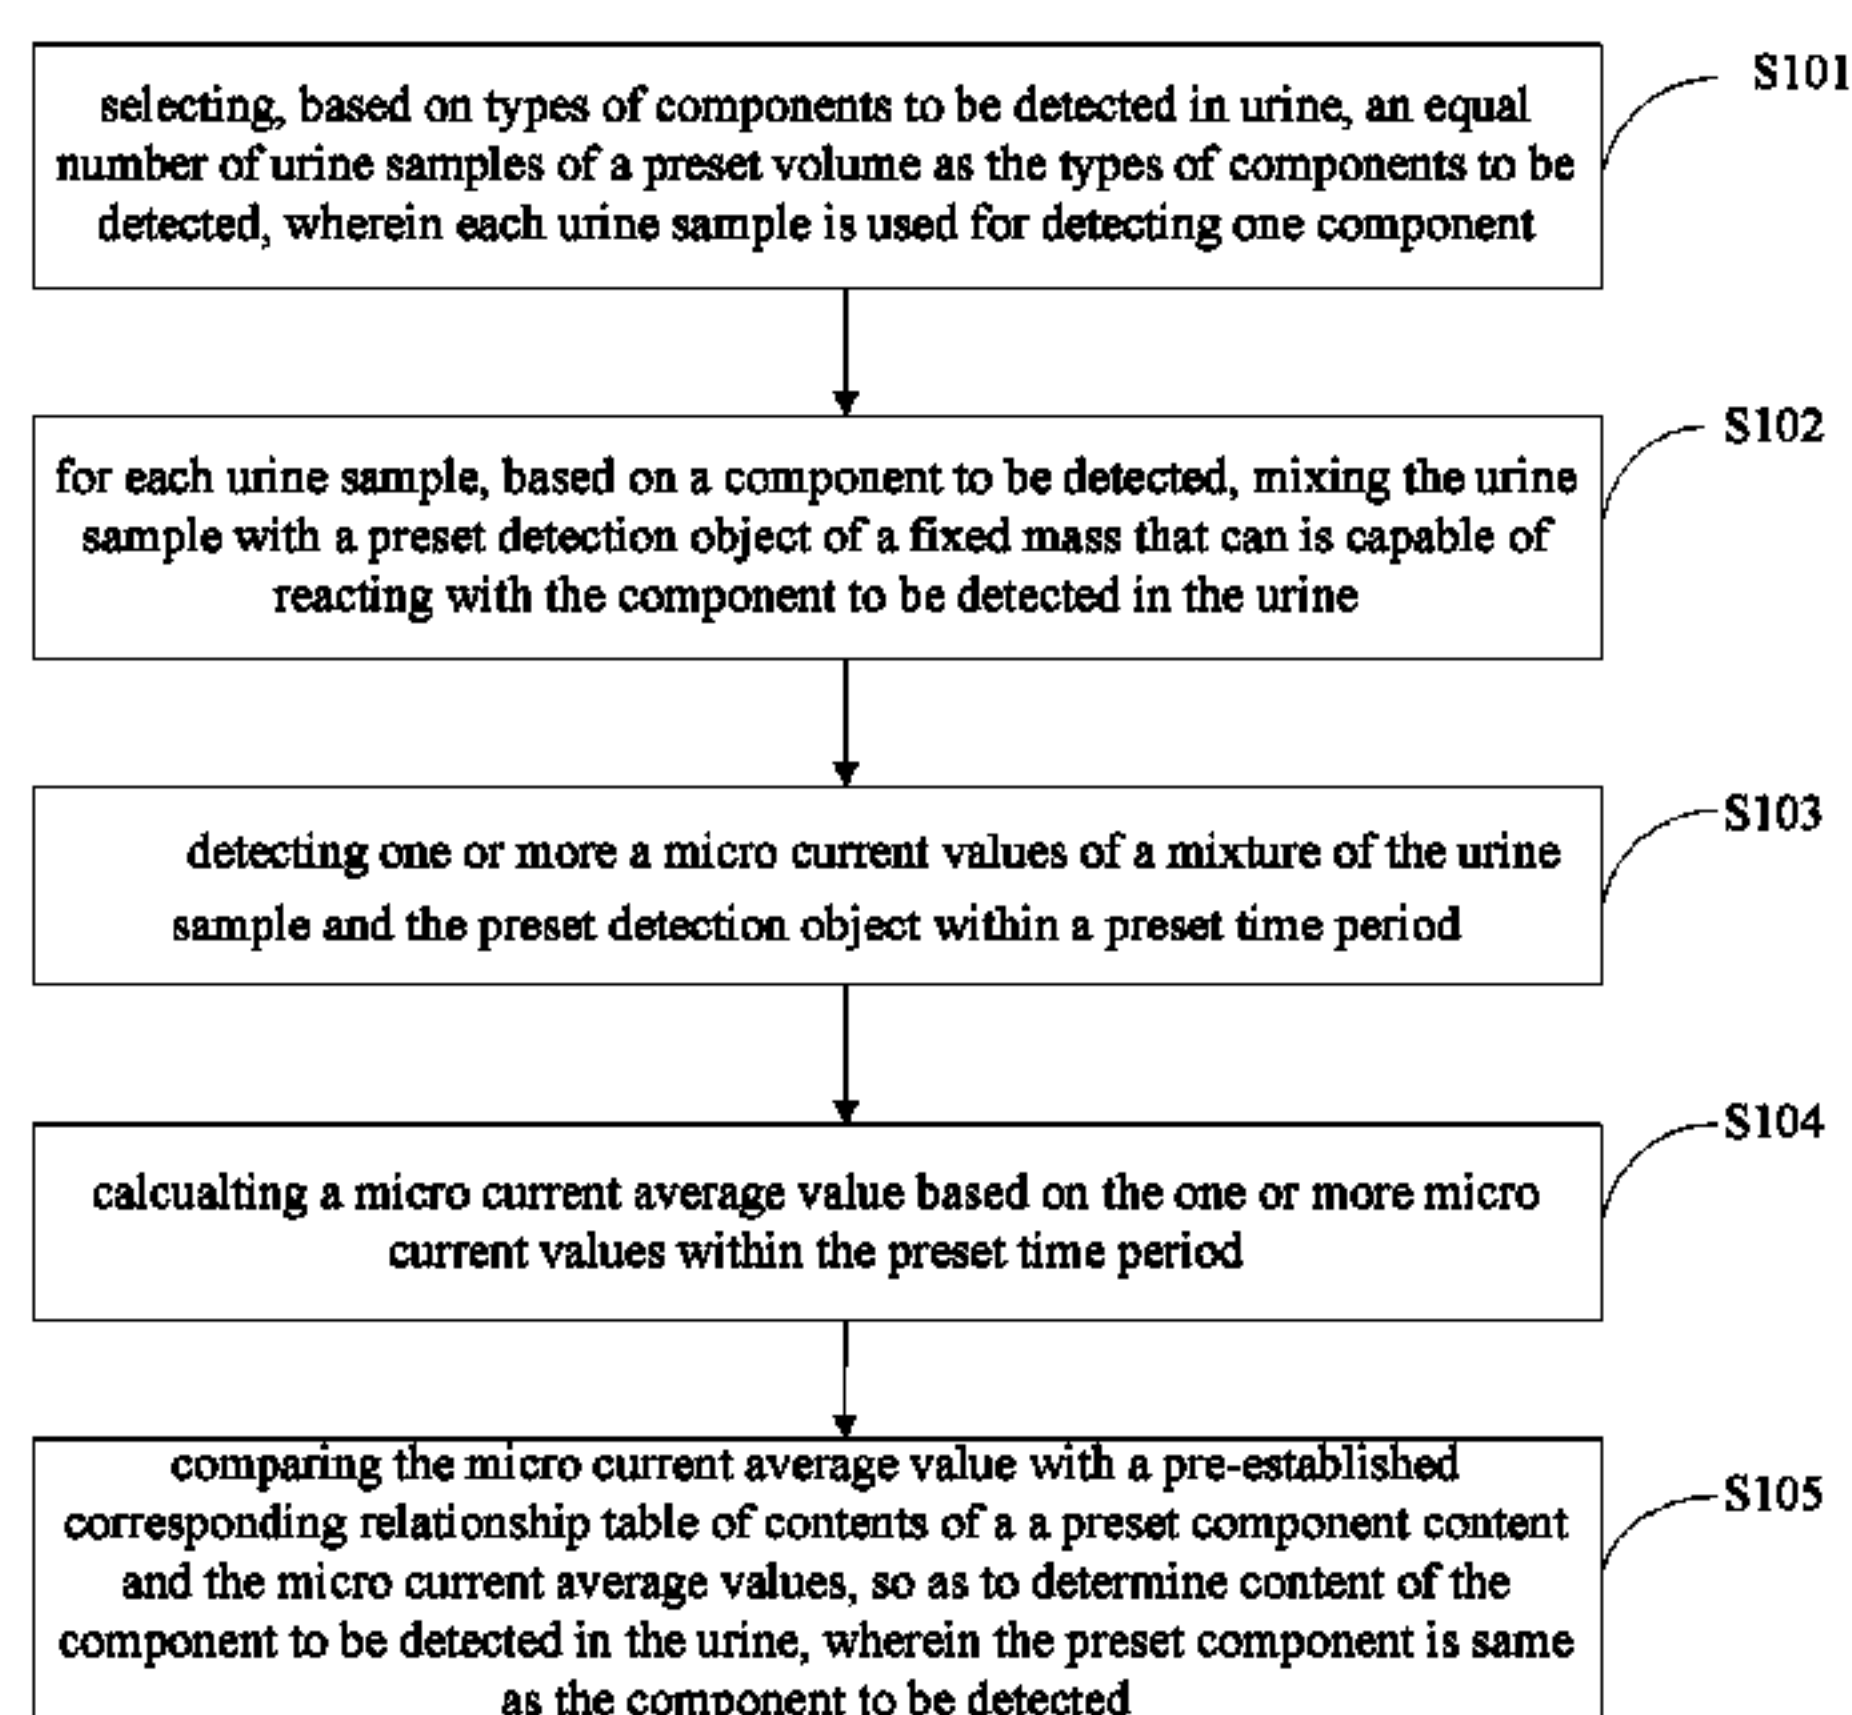 S101
selecting, based on types of components to be detected in urine, an equal
number of urine samples of a preset volume as the types of components to be
detected, wherein each urine sample is used for detecting one component
S102
for each urine sample, based on a component to be detected, mixing the urine
sample with a preset detection object of a fixed mass that can is capable of
reacting with the component to be detected in the urine
S103
detecting one or more a micro current values of a mixture of the urine
sample and the preset detection object within a preset time period
S104
calcualting a micro current average value based on the one or more micro
current values within the preset time period
S105
comparing the micro current average value with a pre-established
corresponding relationship table of contents of a a preset component content
and the micro current average values, so as to determine content of the
component to be detected in the urine, wherein the preset component is same
as the component to be detected